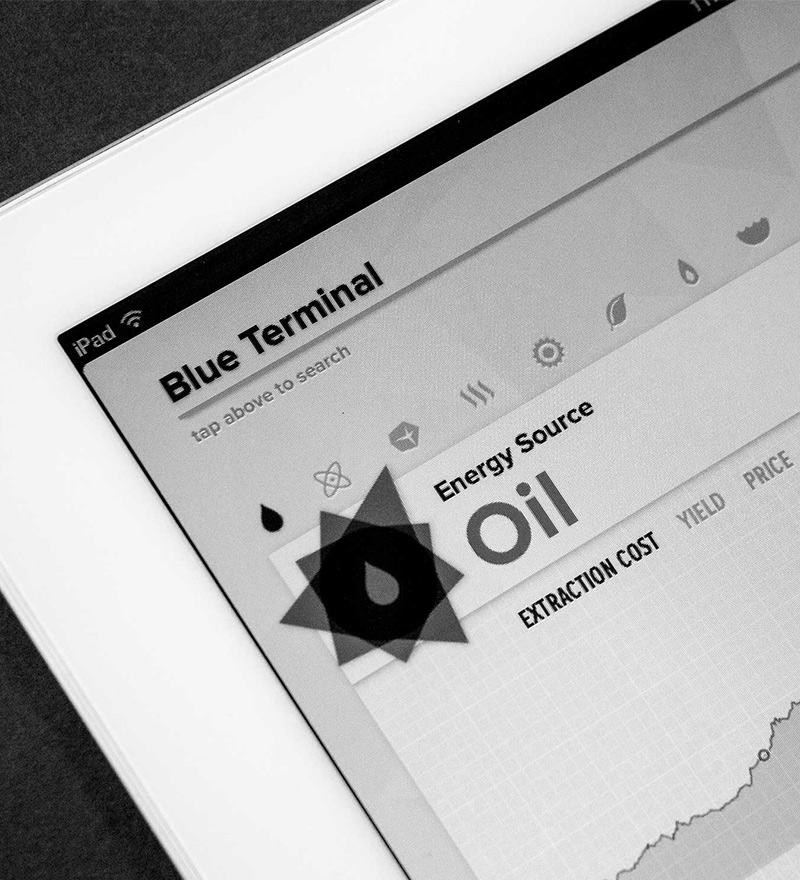 iPad
Blue Terminal
tap above to search
Energy Source
Oil
EXTRACTION COST YIELD PRICE